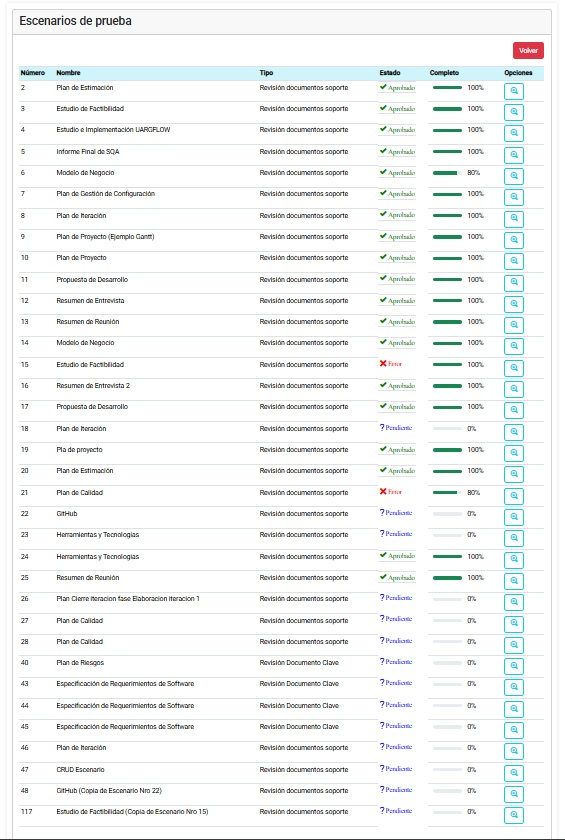 Escenarios de prueba
Volver
Número Nombre Tipo Estado Completo Opciones
2 Plan de Estimación Revisión documentos soporte Aprobado 100%
3 Estudio de Factibilidad Revisión documentos soporte Aprobado 100%
4 Estudio e Implementación UARGFLOW Revisión documentos soporte Aprobado 100%
5 Informe Final de SQA Revisión documentos soporte Aprobado 100%
6 Modelo de Negocio Revisión documentos soporte Aprobado 80%
7 Plan de Gestión de Configuración Revisión documentos soporte Aprobado 100%
8 Plan de Iteración Revisión documentos soporte Aprobado 100%
9 Plan de Proyecto (Ejemplo Gantt) Revisión documentos soporte Aprobado 100%
10 Plan de Proyecto Revisión documentos soporte Aprobado 100%
11 Propuesta de Desarrollo Revisión documentos soporte Aprobado 100%
12 Resumen de Entrevista Revisión documentos soporte Aprobado 100%
13 Resumen de Reunión Revisión documentos soporte Aprobado 100%
14 Modelo de Negocio Revisión documentos soporte Aprobado 100%
15 Estudio de Factibilidad Revisión documentos soporte Error 100%
16 Resumen de Entrevista 2 Revisión documentos soporte Aprobado 100%
17 Propuesta de Desarrollo Revisión documentos soporte Aprobado 100%
18 Plan de Iteración Revisión documentos soporte ? Pendiente 0%
19 Pla de proyecto Revisión documentos soporte Aprobado 100%
20 Plan de Estimación Revisión documentos soporte Aprobado 100%
21 Plan de Calidad Revisión documentos soporte Error 80%
22 GitHub Revisión documentos soporte ? Pendiente 0%
23 Herramientas y Tecnologias Revisión documentos soporte ? Pendiente 0%
24 Herramientas y Tecnologias Revisión documentos soporte Aprobado 100%
25 Resumen de Reunión Revisión documentos soporte Aprobado 100%
26 Plan Cierre iteracion fase Elaboracion iteracion 1 Revisión documentos soporte ? Pendiente 0%
27 Plan de Calidad Revisión documentos soporte ? Pendiente 0%
28 Plan de Calidad Revisión documentos soporte ? Pendiente 0%
40 Plan de Riesgos Revisión Documento Clave ? Pendiente 0%
43 Especificación de Requerimientos de Software Revisión Documento Clave ? Pendiente 0%
44 Especificación de Requerimientos de Software Revisión Documento Clave ? Pendiente 0%
45 Especificación de Requerimientos de Software Revisión Documento Clave ? Pendiente 0%
46 Plan de Iteración Revisión documentos soporte ? Pendiente 0%
47 CRUD Escenario Revisión documentos soporte ? Pendiente 0%
48 GitHub (Copia de Escenario Nro 22) Revisión documentos soporte ? Pendiente 0%
117 Estudio de Factibilidad (Copia de Escenario Nro 15) Revisión documentos soporte ? Pendiente 0%